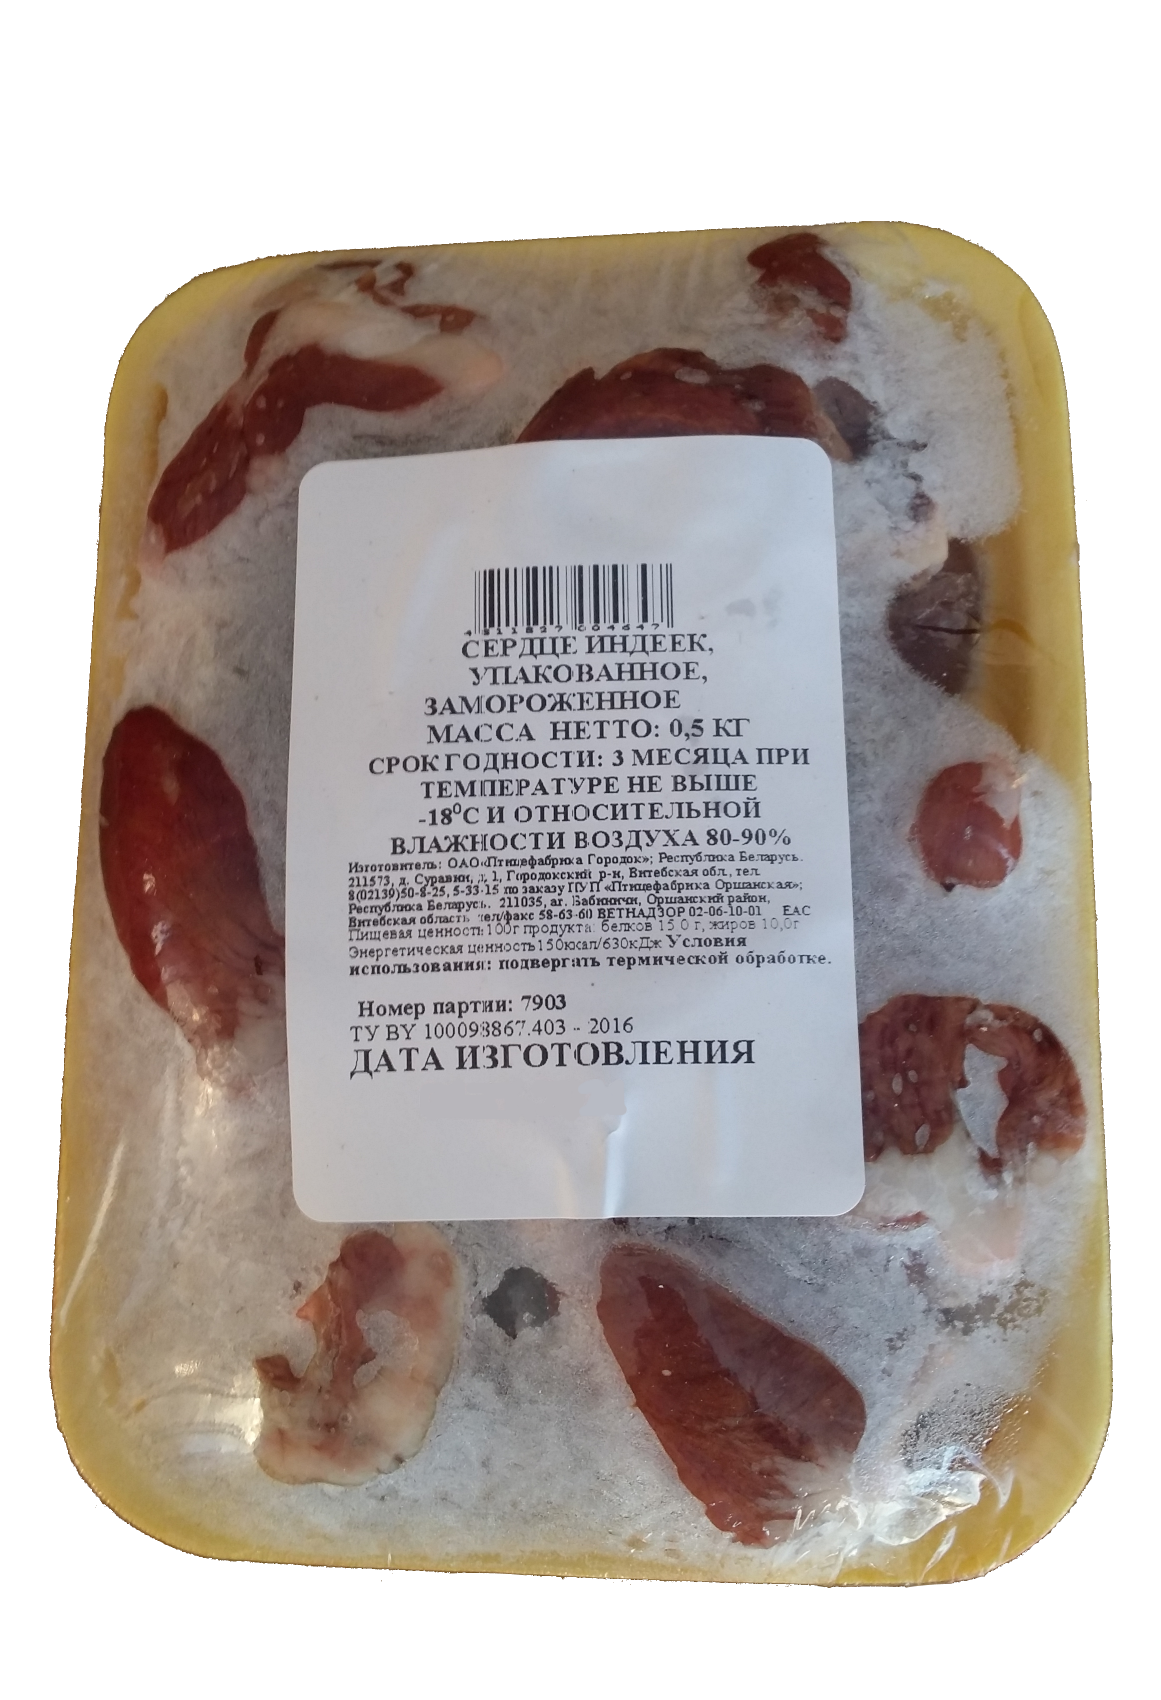 4811827004647
СЕРДЦЕ ИНДЕЕК,
УПАКОВАННОЕ,
ЗАМОРОЖЕННОЕ
МАССА НЕТТО: 0,5 КГ
СРОК ГОДНОСТИ: 3 МЕСЯЦА ПРИ
ТЕМПЕРАТУРЕ НЕ ВЫШЕ
-18⁰С И ОТНОСИТЕЛЬНОЙ
ВЛАЖНОСТИ ВОЗДУХА 80-90%
Изготовитель: ОАО«Птицефабрика Городок»; Республика Беларусь.
211573, д. Суравни, д. 1, Городокский р-н, Витебская обл., тел.
8(02139)50-8-25, 5-33-15 по заказу ПУП «Птицефабрика Оршанская»;
Республика Беларусь. 211035, аг. Бабиничи, Оршанский район,
Витебская область тел/факс 58-63-60 ВЕТНАДЗОР 02-06-10-01 ЕАС
Пищевая ценность 100г продукта: белков 15,0 г, жиров 10,0г
Энергетическая ценность150ккал/630кДж Условия
использования: подвергать термической обработке.
Номер партии: 7903
ТУ BY 100098867.403 - 2016
ДАТА ИЗГОТОВЛЕНИЯ